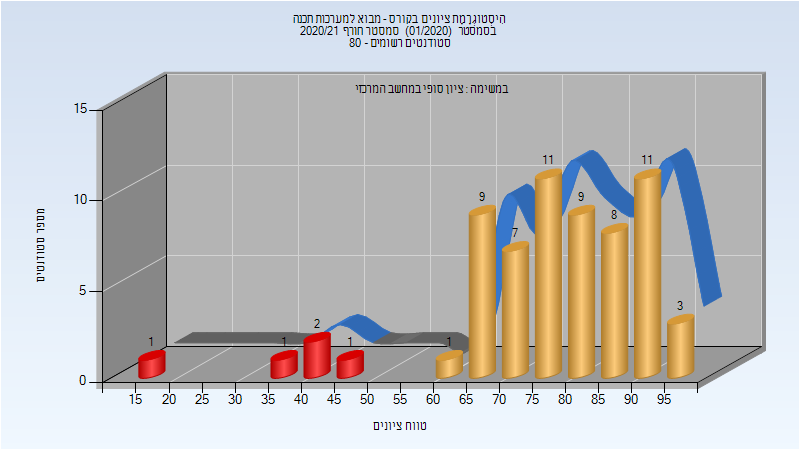 היסטוגרמת ציונים בקורס - מבוא למערכות תכנה
בסמסטר (01/2020) סמסטר חורף 2020/21
סטודנטים רשומים - 80
במשימה : ציון סופי במחשב המרכזי
מספר סטודנטים
15
10
5
0
1
1
2
1
1
9
7
11
9
8
11
3
15 20 25 30 35 40 45 50 55 60 65 70 75 80 85 90 95
טווח ציונים